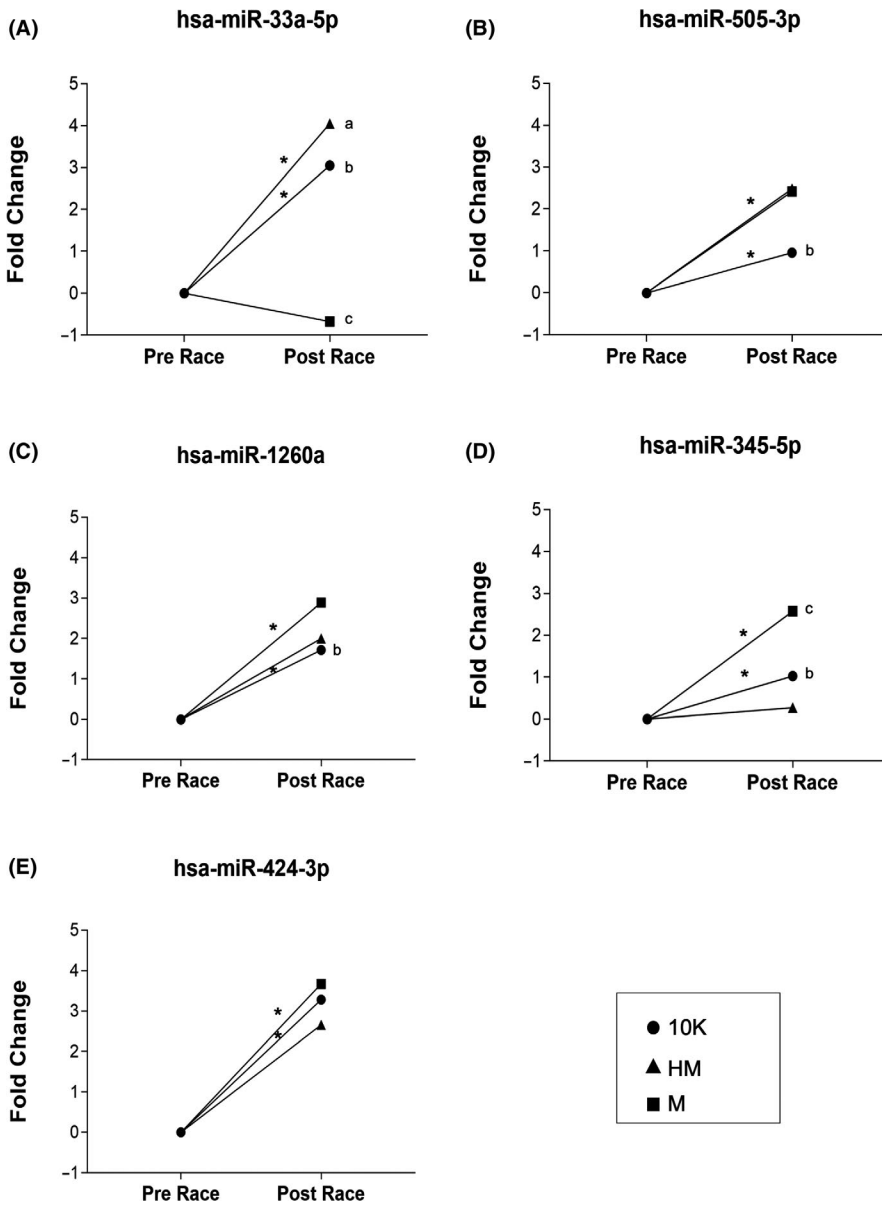 (A)
hsa-miR-33a-5p
Fold Change
5
4
3
2
1
0
−1
*
*
a
b
c
Pre Race Post Race
(B)
hsa-miR-505-3p
Fold Change
5
4
3
2
1
0
−1
*
*
b
Pre Race Post Race
(C)
hsa-miR-1260a
Fold Change
5
4
3
2
1
0
−1
*
*
b
Pre Race Post Race
(D)
hsa-miR-345-5p
Fold Change
5
4
3
2
1
0
−1
*
*
c
b
Pre Race Post Race
(E)
hsa-miR-424-3p
Fold Change
5
4
3
2
1
0
−1
*
*
Pre Race Post Race
10K
HM
M